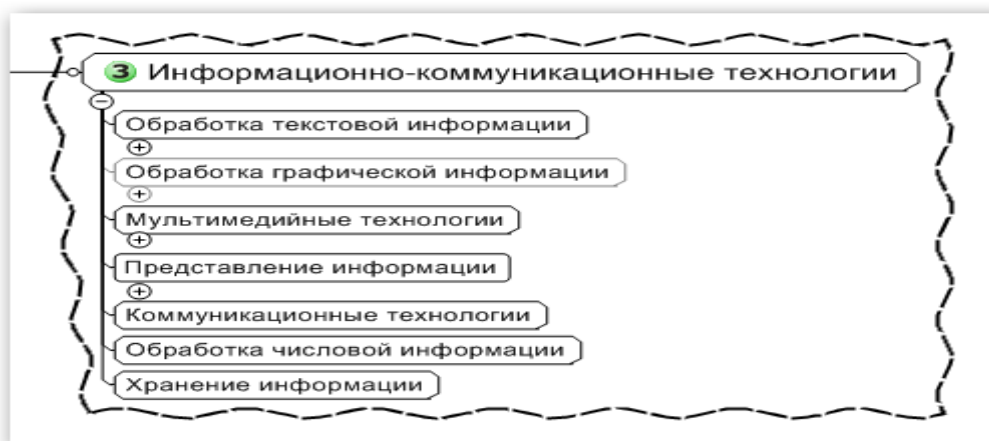 3 Информационно-коммуникационные технологии
Обработка текстовой информации
Обработка графической информации
Мультимедийные технологии
Представление информации
Коммуникационные технологии
Обработка числовой информации
Хранение информации